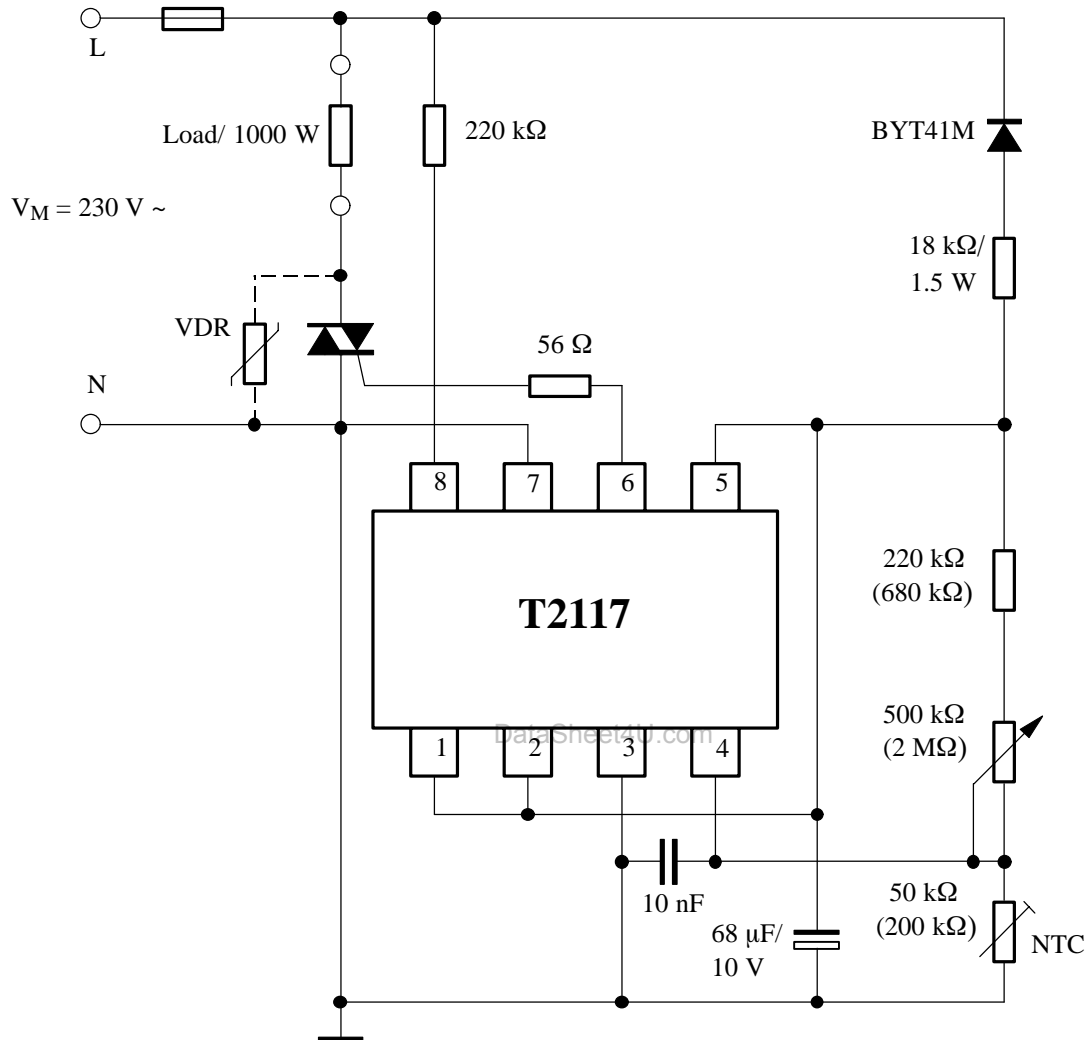 L
Load/ 1000 W
220 kΩ
BYT41M
V_M = 230 V ~
18 kΩ/
1.5 W
VDR
56 Ω
N
8
7
6
5
220 kΩ
(680 kΩ)
T2117
500 kΩ
(2 MΩ)
DataSheet4U.com
1
2
3
4
10 nF
50 kΩ
(200 kΩ)
68 μF/
10 V
NTC